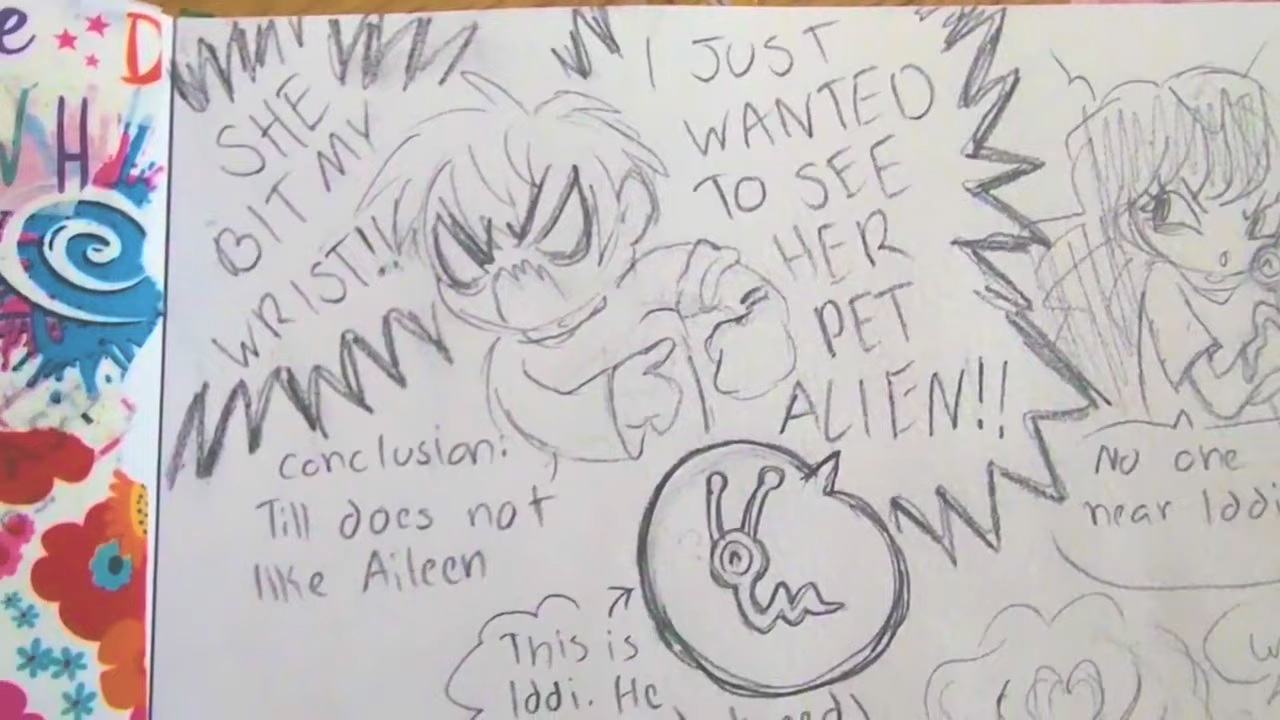 SHE
BIT MY
WRIST!!
I JUST
WANTED
TO SEE
HER
PET
ALIEN!!
conclusion:
Till does not
like Aileen
This is
Iddi. He
No one
near Iddi